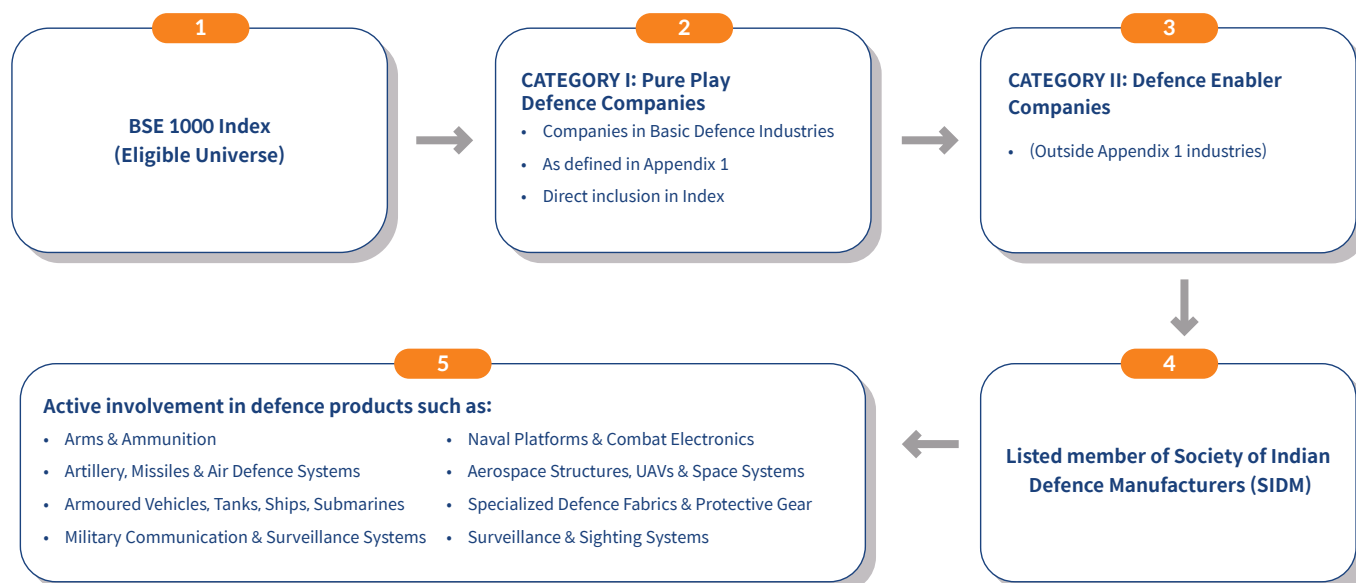 1
BSE 1000 Index
(Eligible Universe)
2
CATEGORY I: Pure Play
Defence Companies
• Companies in Basic Defence Industries
• As defined in Appendix 1
• Direct inclusion in Index
3
CATEGORY II: Defence Enabler
Companies
• (Outside Appendix 1 industries)
4
Listed member of Society of Indian
Defence Manufacturers (SIDM)
5
Active involvement in defence products such as:
• Arms & Ammunition
• Artillery, Missiles & Air Defence Systems
• Armoured Vehicles, Tanks, Ships, Submarines
• Military Communication & Surveillance Systems
• Naval Platforms & Combat Electronics
• Aerospace Structures, UAVs & Space Systems
• Specialized Defence Fabrics & Protective Gear
• Surveillance & Sighting Systems